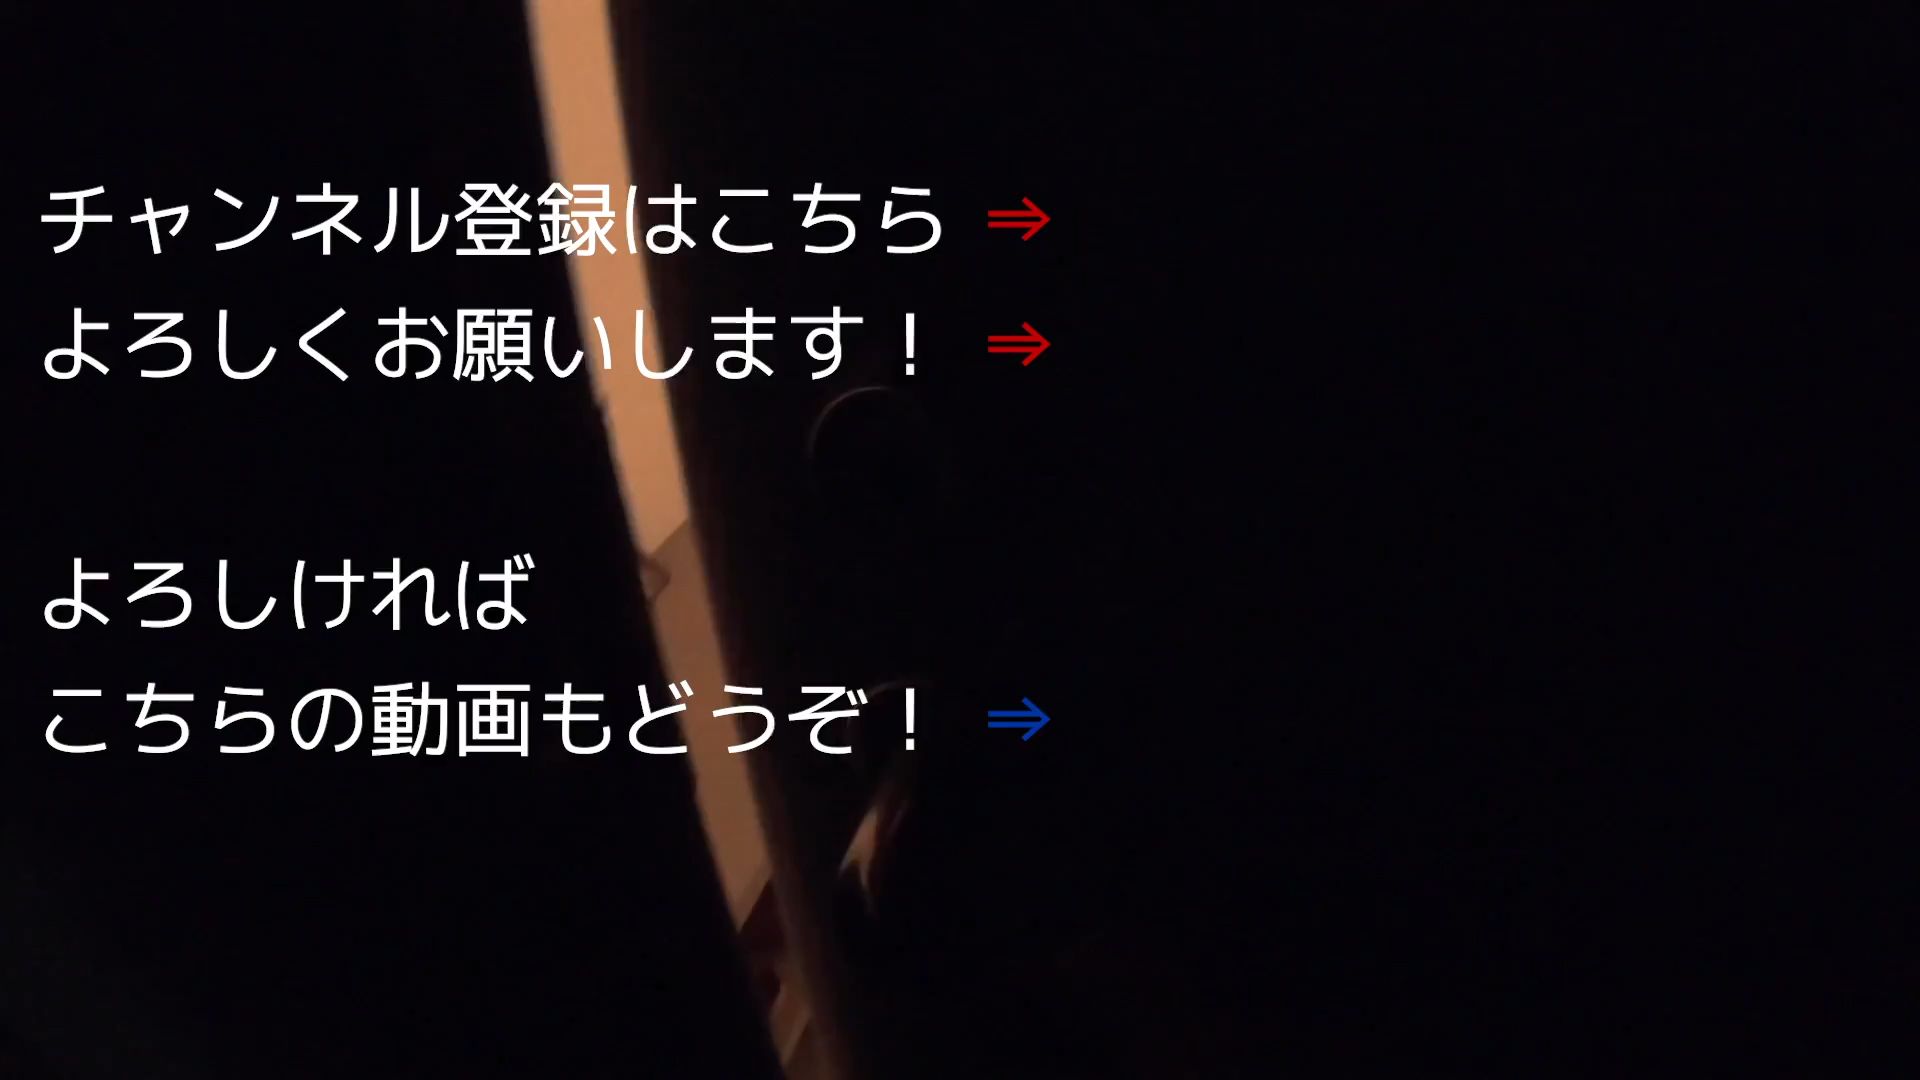 チャンネル登録はこちら ⇒
よろしくお願いします！ ⇒
よろしければ
こちらの動画もどうぞ！ ⇒